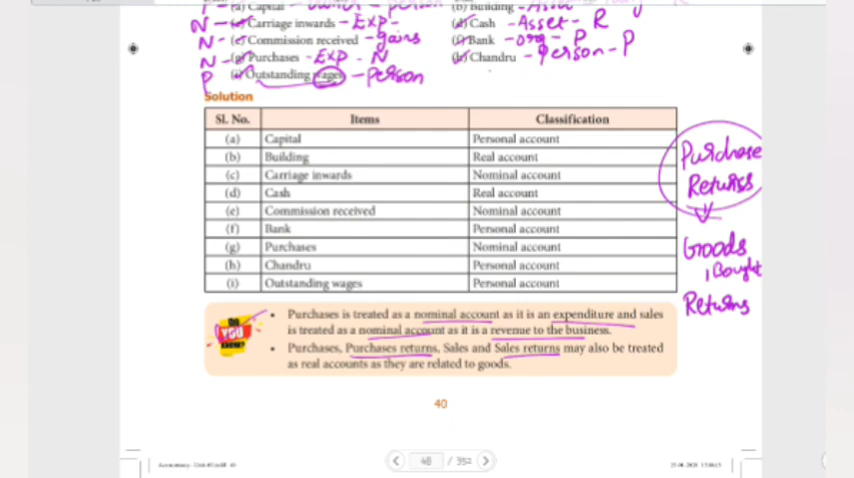 (a) Capital
(b) Building
N - (c) Carriage inwards - EXP -
(d) Cash - Asset - R
N - (e) Commission received - gains
(f) Bank - org - P
N - (g) Purchases - EXP - N
(h) Chandru - Person - P
P (i) Outstanding wages - Person
Solution
Sl. No. Items Classification
(a) Capital Personal account
(b) Building Real account
(c) Carriage inwards Nominal account
(d) Cash Real account
(e) Commission received Nominal account
(f) Bank Personal account
(g) Purchases Nominal account
(h) Chandru Personal account
(i) Outstanding wages Personal account
Purchase
Returns
Goods
Bought
Returns
DO
YOU
KNOW?
• Purchases is treated as a nominal account as it is an expenditure and sales
is treated as a nominal account as it is a revenue to the business.
• Purchases, Purchases returns, Sales and Sales returns may also be treated
as real accounts as they are related to goods.
40
48 / 352